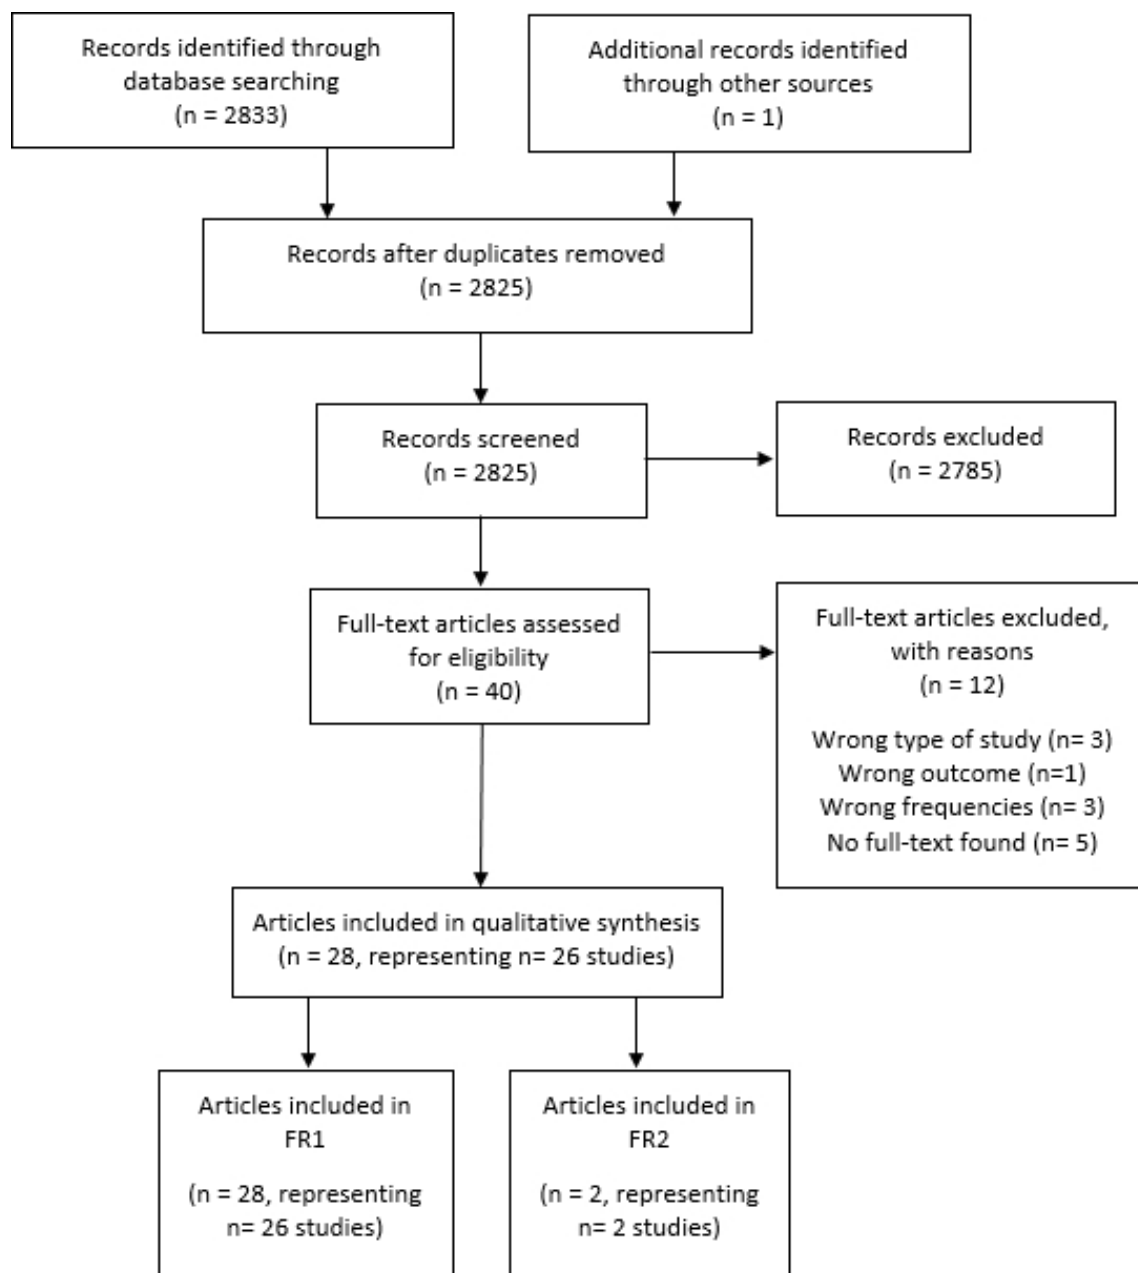 Records identified through
database searching
(n = 2833)
Additional records identified
through other sources
(n = 1)
Records after duplicates removed
(n = 2825)
Records screened
(n = 2825)
Records excluded
(n = 2785)
Full-text articles assessed
for eligibility
(n = 40)
Full-text articles excluded,
with reasons
(n = 12)
Wrong type of study (n= 3)
Wrong outcome (n=1)
Wrong frequencies (n= 3)
No full-text found (n= 5)
Articles included in qualitative synthesis
(n = 28, representing n= 26 studies)
Articles included in
FR1
(n = 28, representing
n= 26 studies)
Articles included in
FR2
(n = 2, representing
n= 2 studies)